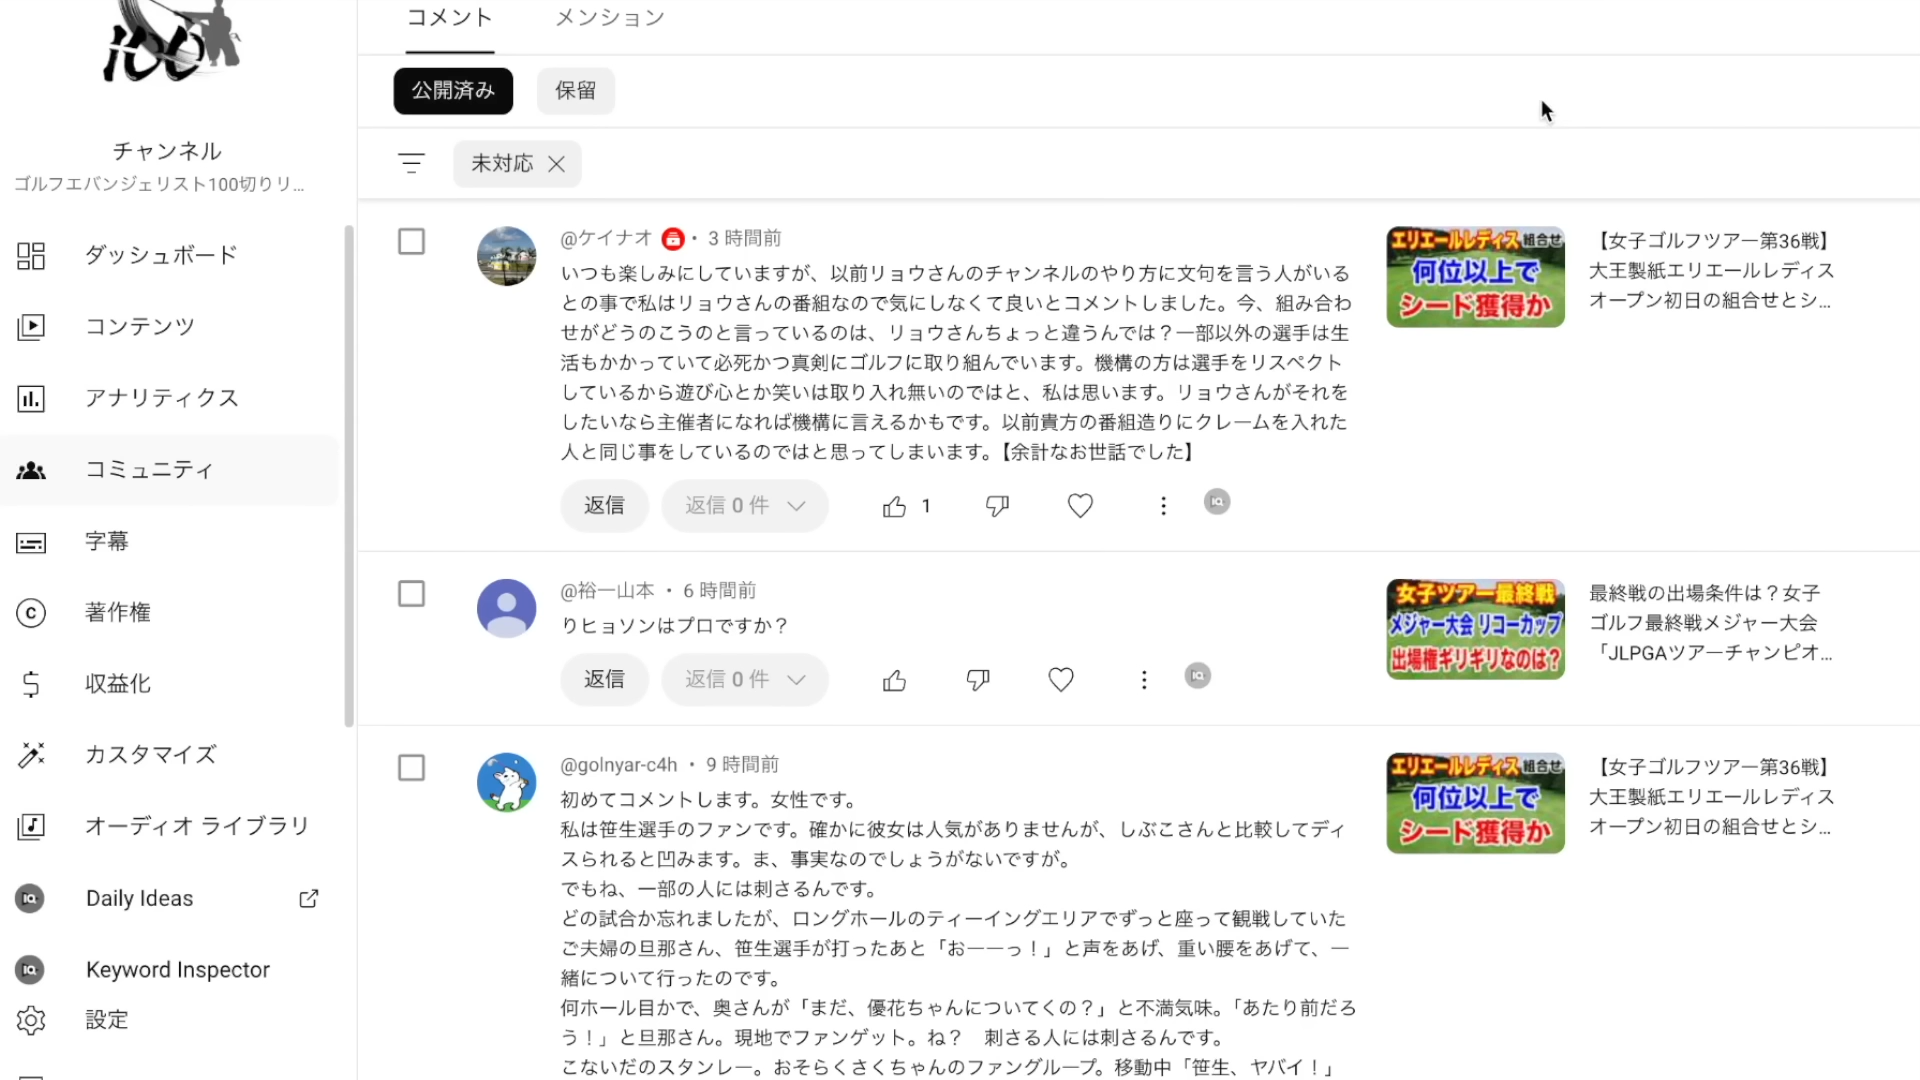 100
コメント
メンション
公開済み
保留
未対応
チャンネル
ゴルフエバンジェリスト100切りリ...
ダッシュボード
コンテンツ
アナリティクス
コミュニティ
字幕
著作権
収益化
カスタマイズ
オーディオ ライブラリ
Daily Ideas
Keyword Inspector
設定
@ケイナオ ・ 3 時間前
いつも楽しみにしていますが、以前リョウさんのチャンネルのやり方に文句を言う人がいる
との事で私はリョウさんの番組なので気にしなくて良いとコメントしました。今、組み合わ
せがどうのこうのと言っているのは、リョウさんちょっと違うんでは？一部以外の選手は生
活もかかっていて必死かつ真剣にゴルフに取り組んでいます。機構の方は選手をリスペクト
しているから遊び心とか笑いは取り入れ無いのではと、私は思います。リョウさんがそれを
したいなら主催者になれば機構に言えるかもです。以前貴方の番組造りにクレームを入れた
人と同じ事をしているのではと思ってしまいます。【余計なお世話でした】
返信
返信 0 件
1
エリエールレディス 組合せ
何位以上で
シード獲得か
【女子ゴルフツアー第36戦】
大王製紙エリエールレディス
オープン初日の組合せとシ...
@裕一山本 ・ 6 時間前
りヒョソンはプロですか？
返信
返信 0 件
女子ツアー最終戦
メジャー大会 リコーカップ
出場権ギリギリなのは？
最終戦の出場条件は？女子
ゴルフ最終戦メジャー大会
「JLPGAツアーチャンピオ...
@golnyar-c4h ・ 9 時間前
初めてコメントします。女性です。
私は笹生選手のファンです。確かに彼女は人気がありませんが、しぶこさんと比較してディ
スられると凹みます。ま、事実なのでしょうがないですが。
でもね、一部の人には刺さるんです。
どの試合か忘れましたが、ロングホールのティーイングエリアでずっと座って観戦していた
ご夫婦の旦那さん、笹生選手が打ったあと「おーーっ！」と声をあげ、重い腰をあげて、一
緒について行ったのです。
何ホール目かで、奥さんが「まだ、優花ちゃんについてくの？」と不満気味。「あたり前だろ
う！」と旦那さん。現地でファンゲット。ね？　刺さる人には刺さるんです。
こないだのスタンレー。おそらくさくちゃんのファングループ。移動中「笹生、ヤバイ！」
エリエールレディス 組合せ
何位以上で
シード獲得か
【女子ゴルフツアー第36戦】
大王製紙エリエールレディス
オープン初日の組合せとシ...